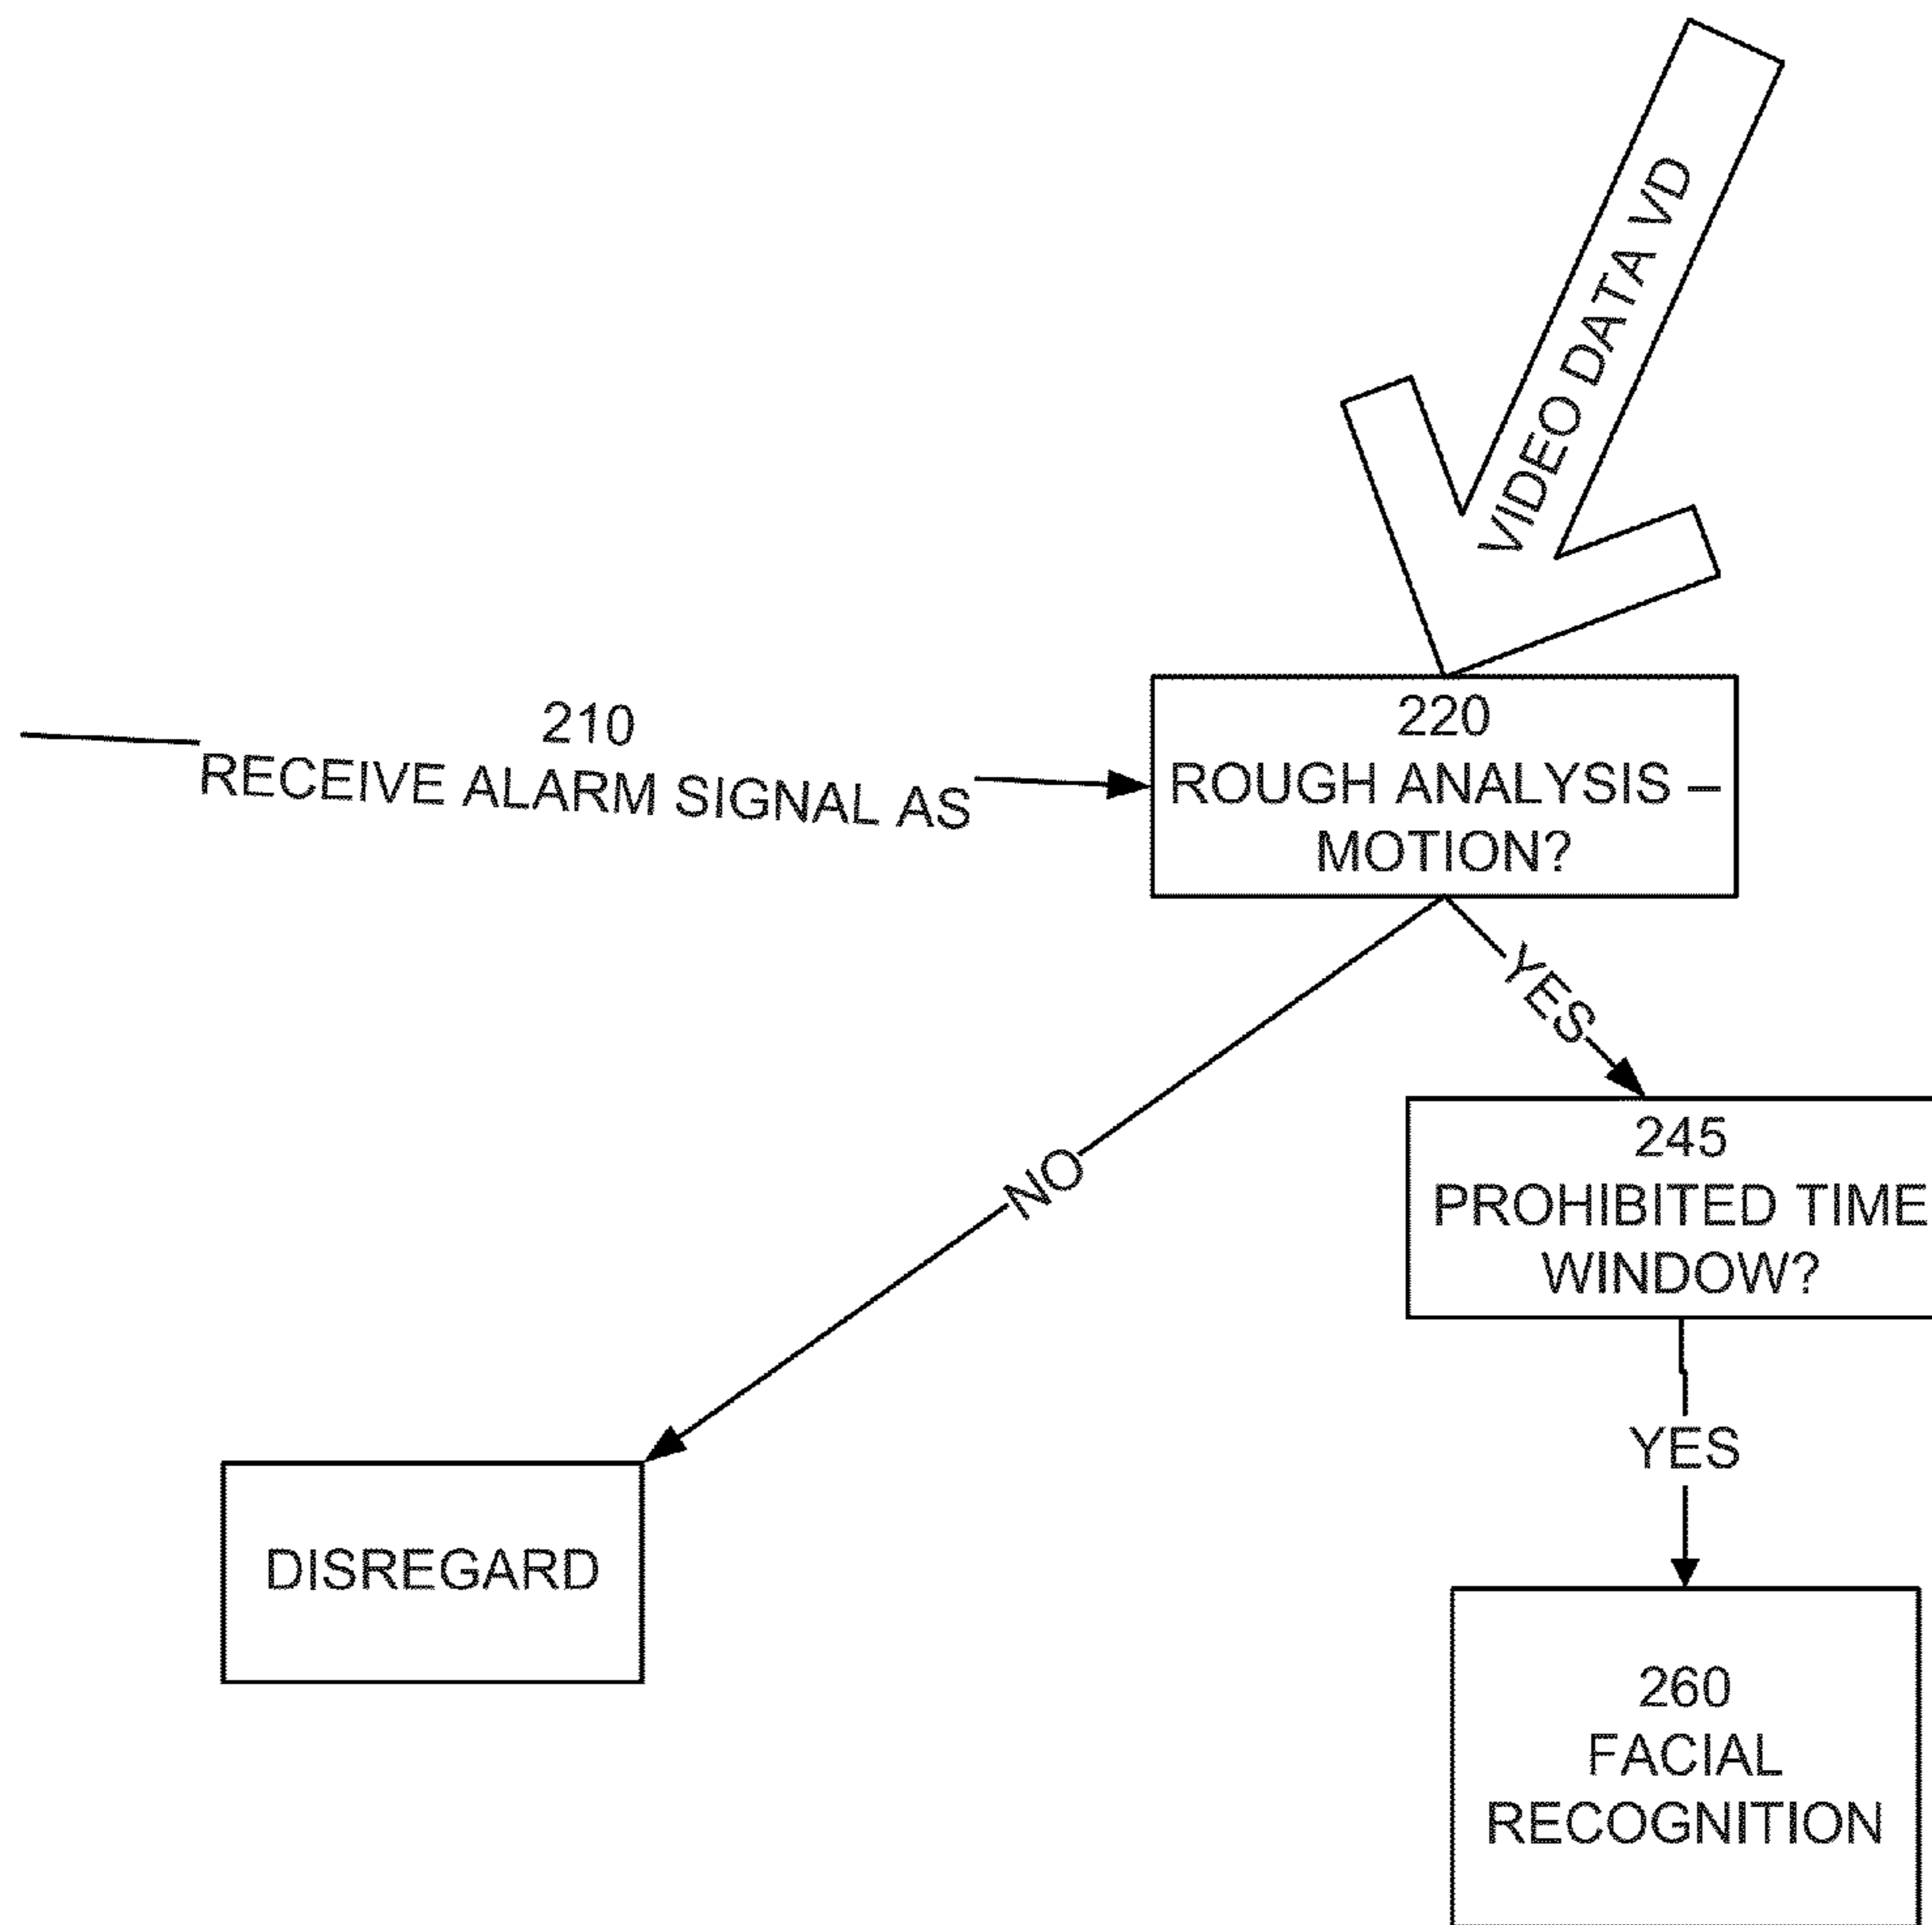 VIDEO DATA VD
210
RECEIVE ALARM SIGNAL AS
220
ROUGH ANALYSIS –
MOTION?
YES
NO
245
PROHIBITED TIME
WINDOW?
YES
DISREGARD
260
FACIAL
RECOGNITION